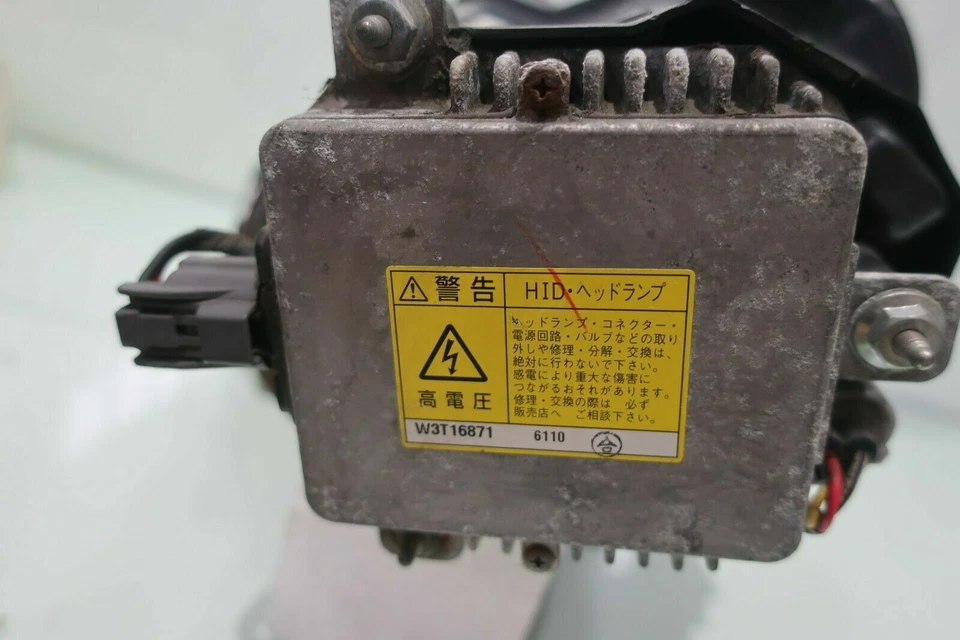 警告
HID・ヘッドランプ
高電圧
ヘッドランプ・コネクター・
電源回路・バルブなどの取り
外しや修理・分解・交換は、
絶対に行わないで下さい。
感電により重大な傷害に
つながるおそれがあります。
修理・交換の際は 必ず
販売店へ ご相談下さい。
W3T16871 6110 合